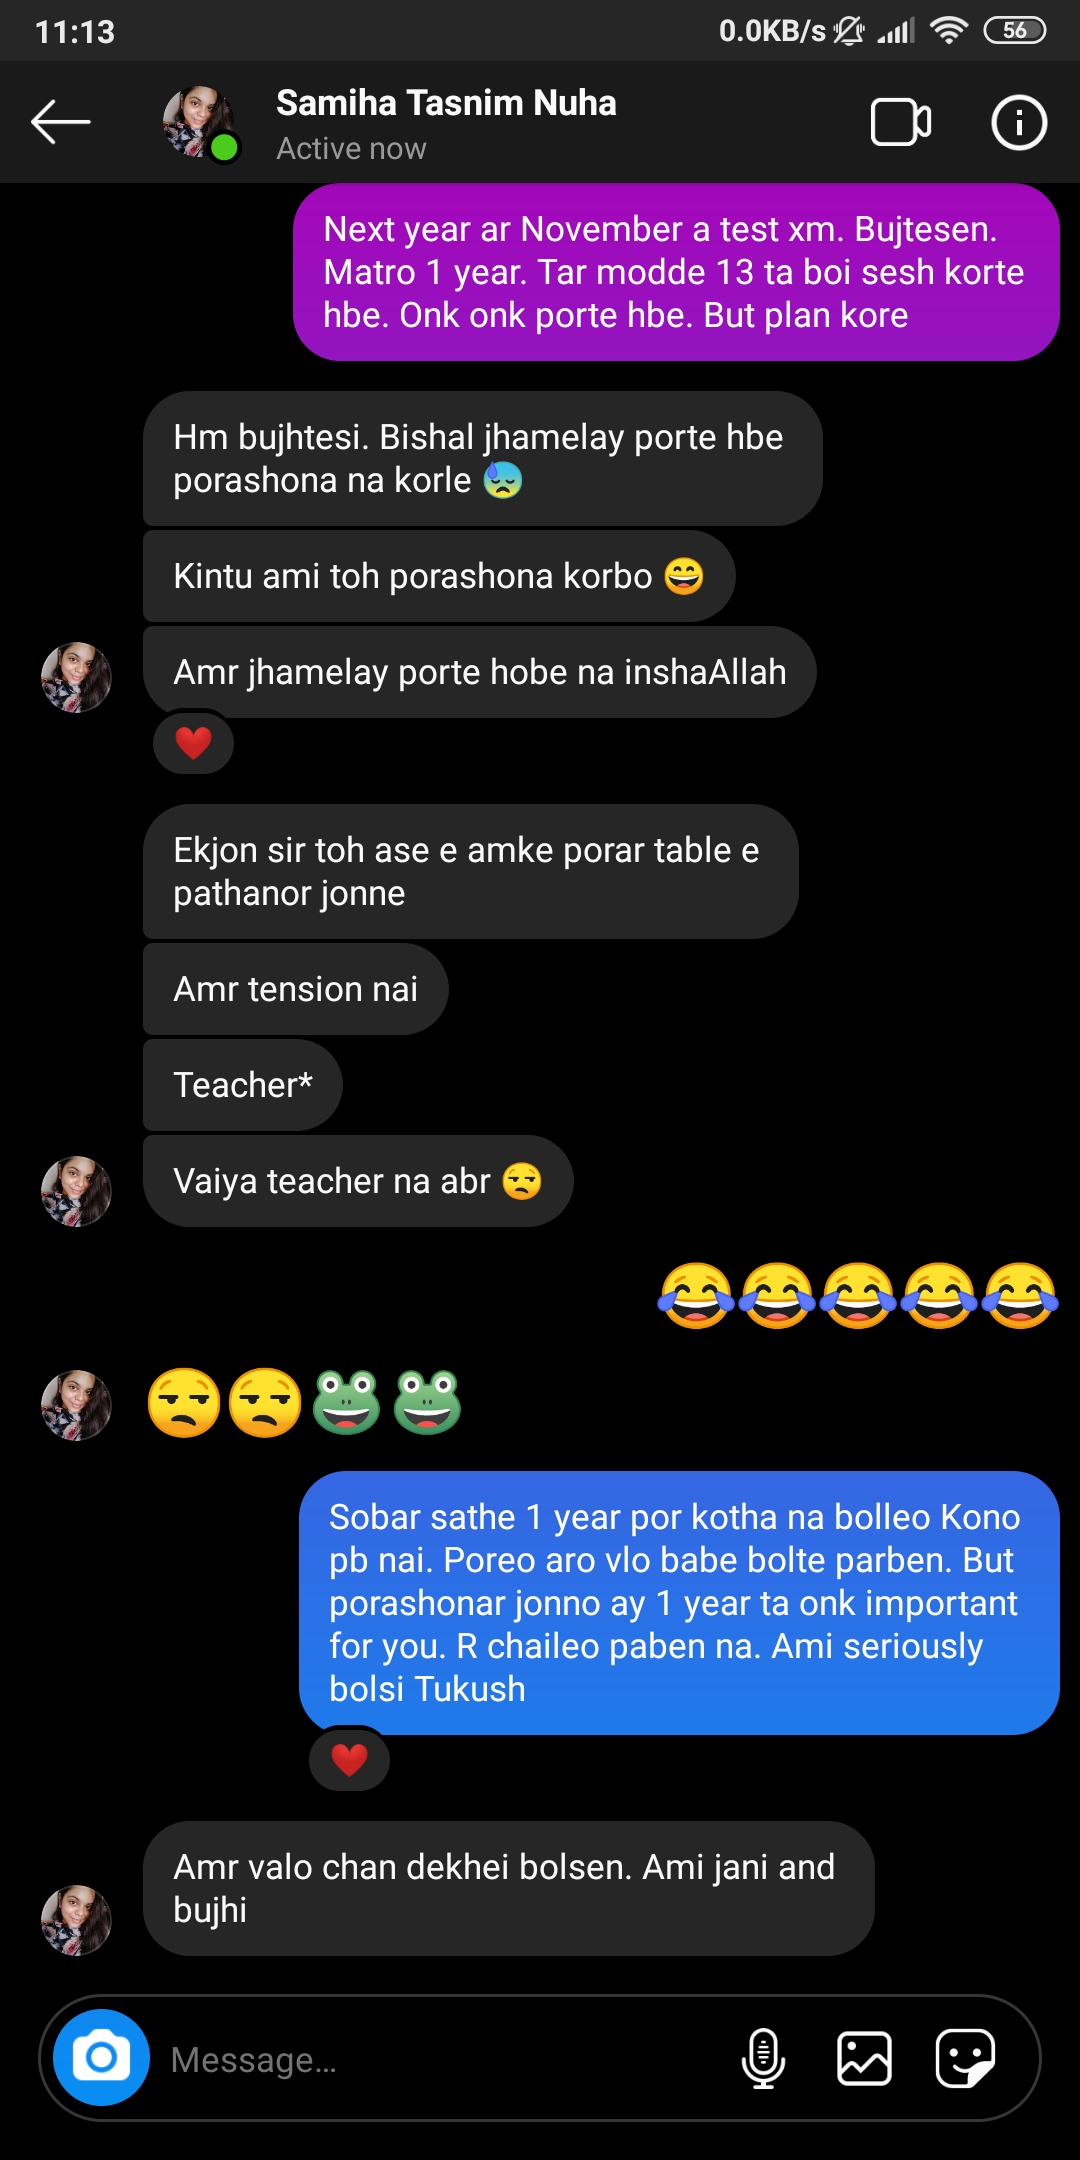 11:13
0.0KB/s
56
Samiha Tasnim Nuha
Active now
Next year ar November a test xm. Bujtesen.
Matro 1 year. Tar modde 13 ta boi sesh korte
hbe. Onk onk porte hbe. But plan kore
Hm bujhtesi. Bishal jhamelay porte hbe
porashona na korle 😓
Kintu ami toh porashona korbo 😄
Amr jhamelay porte hobe na inshaAllah
❤️
Ekjon sir toh ase e amke porar table e
pathanor jonne
Amr tension nai
Teacher*
Vaiya teacher na abr 😒
😂😂😂😂😂
😒😒🐸🐸
Sobar sathe 1 year por kotha na bolleo Kono
pb nai. Poreo aro vlo babe bolte parben. But
porashonar jonno ay 1 year ta onk important
for you. R chaileo paben na. Ami seriously
bolsi Tukush
❤️
Amr valo chan dekhei bolsen. Ami jani and
bujhi
Message...